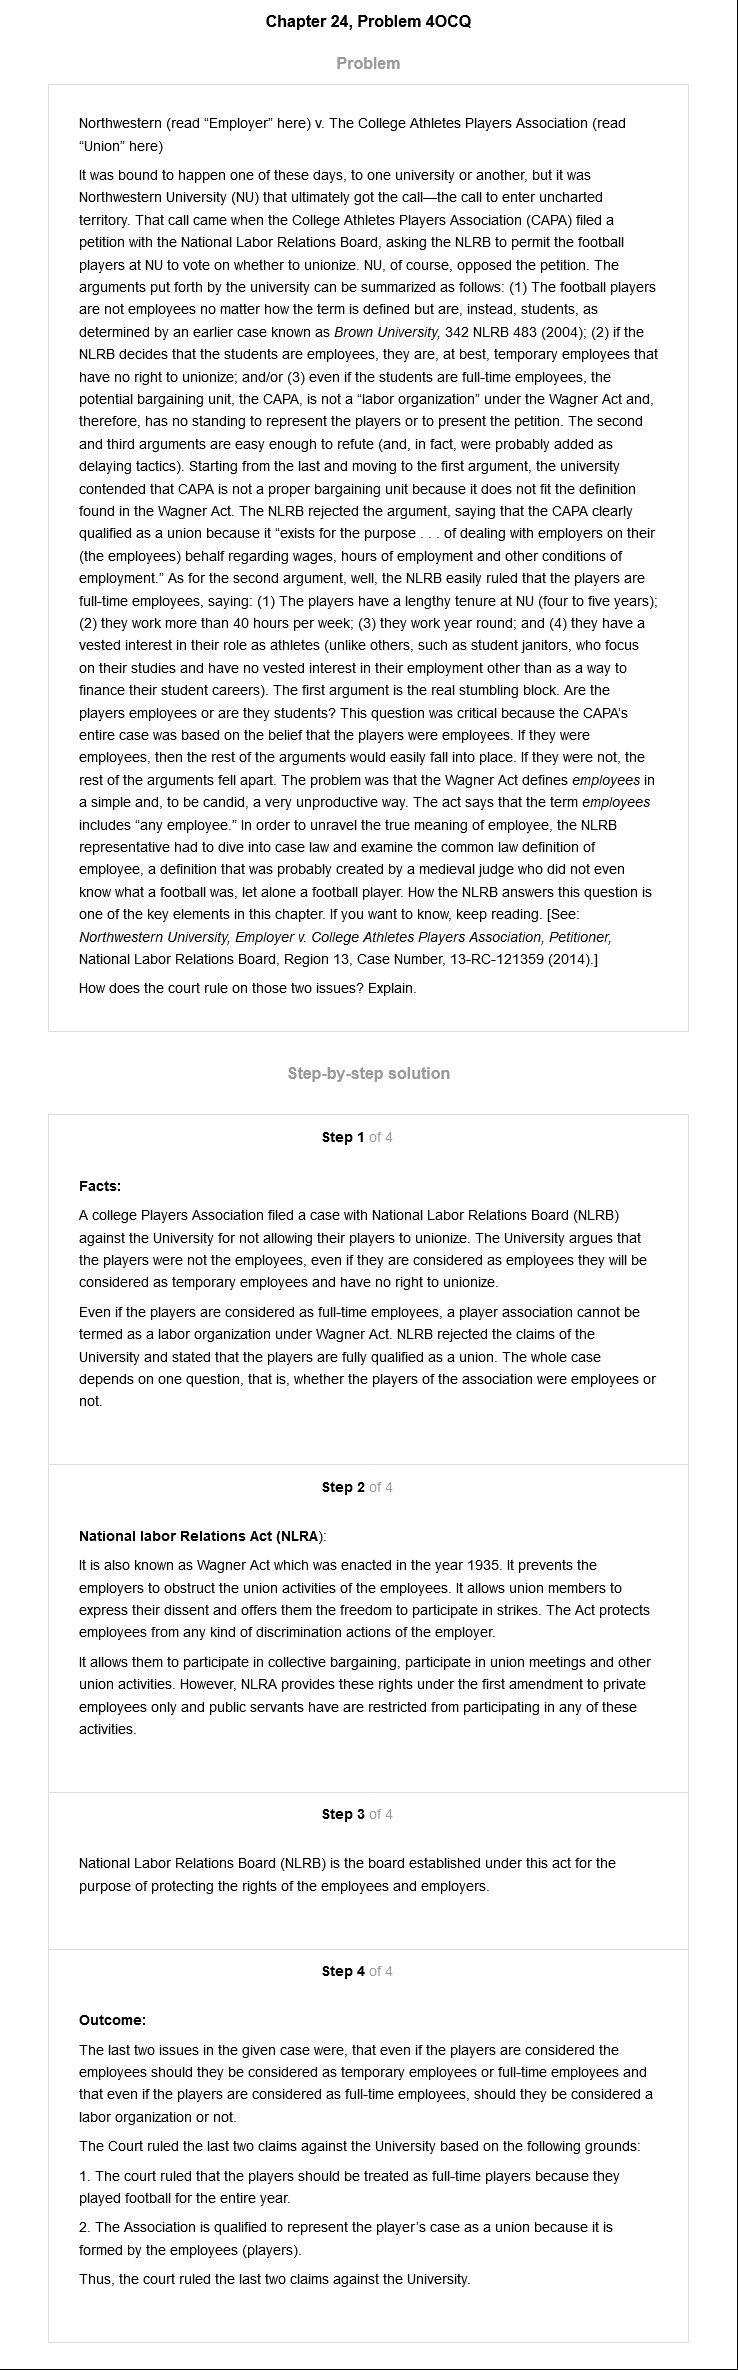 Chapter 24, Problem 4OCQ
Problem
Northwestern (read “Employer” here) v. The College Athletes Players Association (read
“Union” here)
It was bound to happen one of these days, to one university or another, but it was
Northwestern University (NU) that ultimately got the call—the call to enter uncharted
territory. That call came when the College Athletes Players Association (CAPA) filed a
petition with the National Labor Relations Board, asking the NLRB to permit the football
players at NU to vote on whether to unionize. NU, of course, opposed the petition. The
arguments put forth by the university can be summarized as follows: (1) The football players
are not employees no matter how the term is defined but are, instead, students, as
determined by an earlier case known as Brown University, 342 NLRB 483 (2004); (2) if the
NLRB decides that the students are employees, they are, at best, temporary employees that
have no right to unionize; and/or (3) even if the students are full-time employees, the
potential bargaining unit, the CAPA, is not a “labor organization” under the Wagner Act and,
therefore, has no standing to represent the players or to present the petition. The second
and third arguments are easy enough to refute (and, in fact, were probably added as
delaying tactics). Starting from the last and moving to the first argument, the university
contended that CAPA is not a proper bargaining unit because it does not fit the definition
found in the Wagner Act. The NLRB rejected the argument, saying that the CAPA clearly
qualified as a union because it “exists for the purpose . . . of dealing with employers on their
(the employees) behalf regarding wages, hours of employment and other conditions of
employment.” As for the second argument, well, the NLRB easily ruled that the players are
full-time employees, saying: (1) The players have a lengthy tenure at NU (four to five years);
(2) they work more than 40 hours per week; (3) they work year round; and (4) they have a
vested interest in their role as athletes (unlike others, such as student janitors, who focus
on their studies and have no vested interest in their employment other than as a way to
finance their student careers). The first argument is the real stumbling block. Are the
players employees or are they students? This question was critical because the CAPA’s
entire case was based on the belief that the players were employees. If they were
employees, then the rest of the arguments would easily fall into place. If they were not, the
rest of the arguments fell apart. The problem was that the Wagner Act defines employees in
a simple and, to be candid, a very unproductive way. The act says that the term employees
includes “any employee.” In order to unravel the true meaning of employee, the NLRB
representative had to dive into case law and examine the common law definition of
employee, a definition that was probably created by a medieval judge who did not even
know what a football was, let alone a football player. How the NLRB answers this question is
one of the key elements in this chapter. If you want to know, keep reading. [See:
Northwestern University, Employer v. College Athletes Players Association, Petitioner,
National Labor Relations Board, Region 13, Case Number, 13-RC-121359 (2014).]
How does the court rule on those two issues? Explain.
Step-by-step solution
Step 1 of 4
Facts:
A college Players Association filed a case with National Labor Relations Board (NLRB)
against the University for not allowing their players to unionize. The University argues that
the players were not the employees, even if they are considered as employees they will be
considered as temporary employees and have no right to unionize.
Even if the players are considered as full-time employees, a player association cannot be
termed as a labor organization under Wagner Act. NLRB rejected the claims of the
University and stated that the players are fully qualified as a union. The whole case
depends on one question, that is, whether the players of the association were employees or
not.
Step 2 of 4
National labor Relations Act (NLRA):
It is also known as Wagner Act which was enacted in the year 1935. It prevents the
employers to obstruct the union activities of the employees. It allows union members to
express their dissent and offers them the freedom to participate in strikes. The Act protects
employees from any kind of discrimination actions of the employer.
It allows them to participate in collective bargaining, participate in union meetings and other
union activities. However, NLRA provides these rights under the first amendment to private
employees only and public servants have are restricted from participating in any of these
activities.
Step 3 of 4
National Labor Relations Board (NLRB) is the board established under this act for the
purpose of protecting the rights of the employees and employers.
Step 4 of 4
Outcome:
The last two issues in the given case were, that even if the players are considered the
employees should they be considered as temporary employees or full-time employees and
that even if the players are considered as full-time employees, should they be considered a
labor organization or not.
The Court ruled the last two claims against the University based on the following grounds:
1. The court ruled that the players should be treated as full-time players because they
played football for the entire year.
2. The Association is qualified to represent the player’s case as a union because it is
formed by the employees (players).
Thus, the court ruled the last two claims against the University.